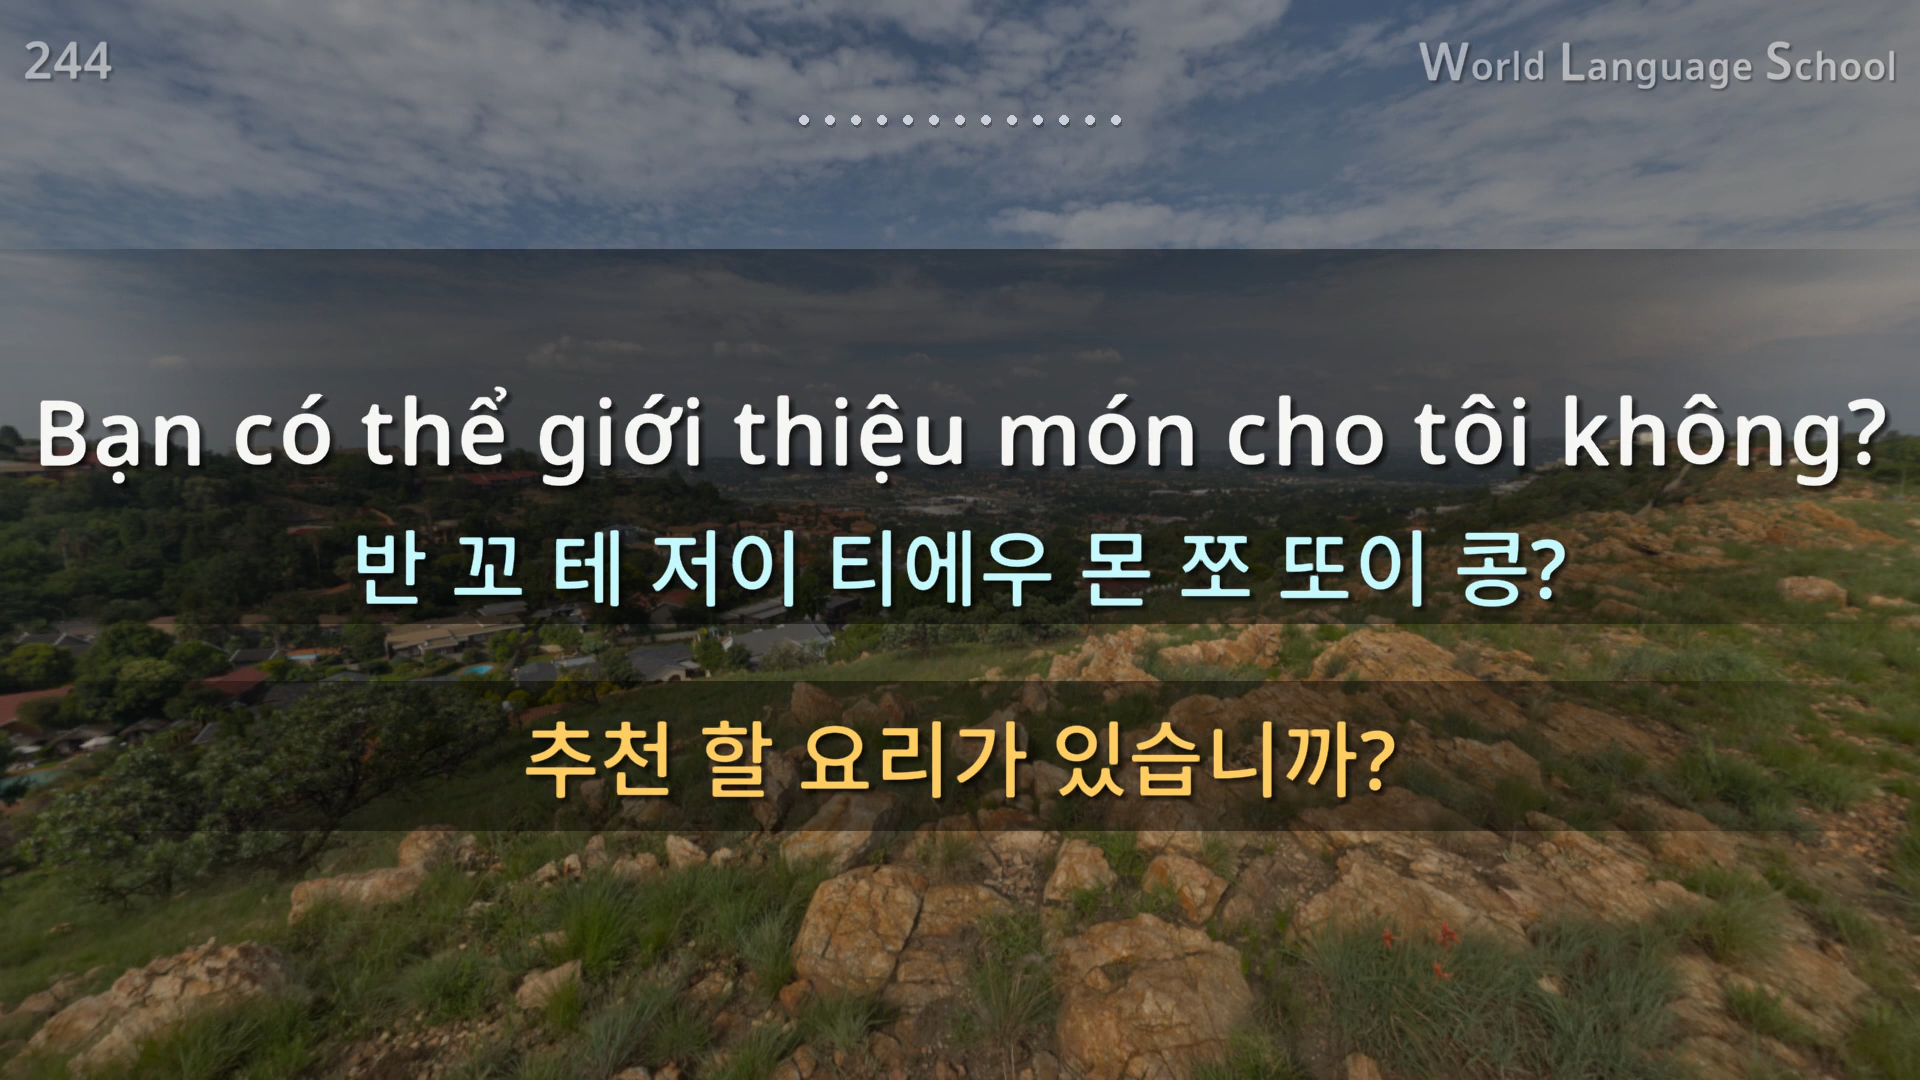 244
World Language School
Bạn có thể giới thiệu món cho tôi không?
반 꼬 테 저이 티에우 몬 쪼 또이 콩?
추천 할 요리가 있습니까?